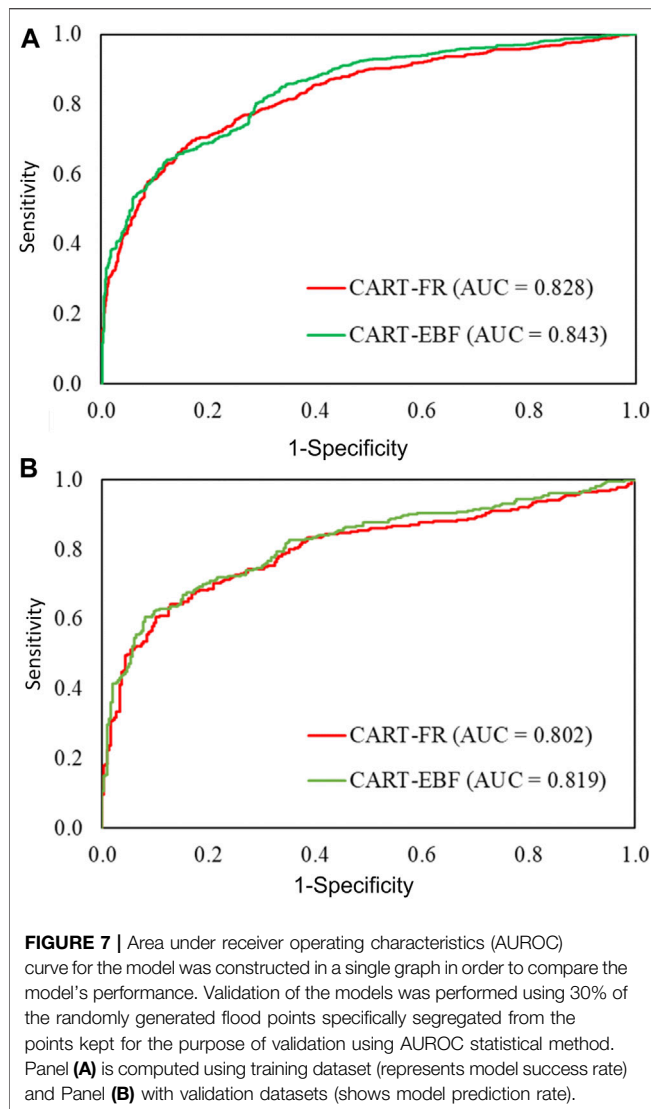 A
1.0
0.8
0.6
0.4
0.2
0.0
Sensitivity
CART-FR (AUC = 0.828)
CART-EBF (AUC = 0.843)
0.0 0.2 0.4 0.6 0.8 1.0
1-Specificity
B
1.0
0.8
0.6
0.4
0.2
0.0
Sensitivity
CART-FR (AUC = 0.802)
CART-EBF (AUC = 0.819)
0.0 0.2 0.4 0.6 0.8 1.0
1-Specificity
FIGURE 7 | Area under receiver operating characteristics (AUROC)
curve for the model was constructed in a single graph in order to compare the
model's performance. Validation of the models was performed using 30% of
the randomly generated flood points specifically segregated from the
points kept for the purpose of validation using AUROC statistical method.
Panel (A) is computed using training dataset (represents model success rate)
and Panel (B) with validation datasets (shows model prediction rate).